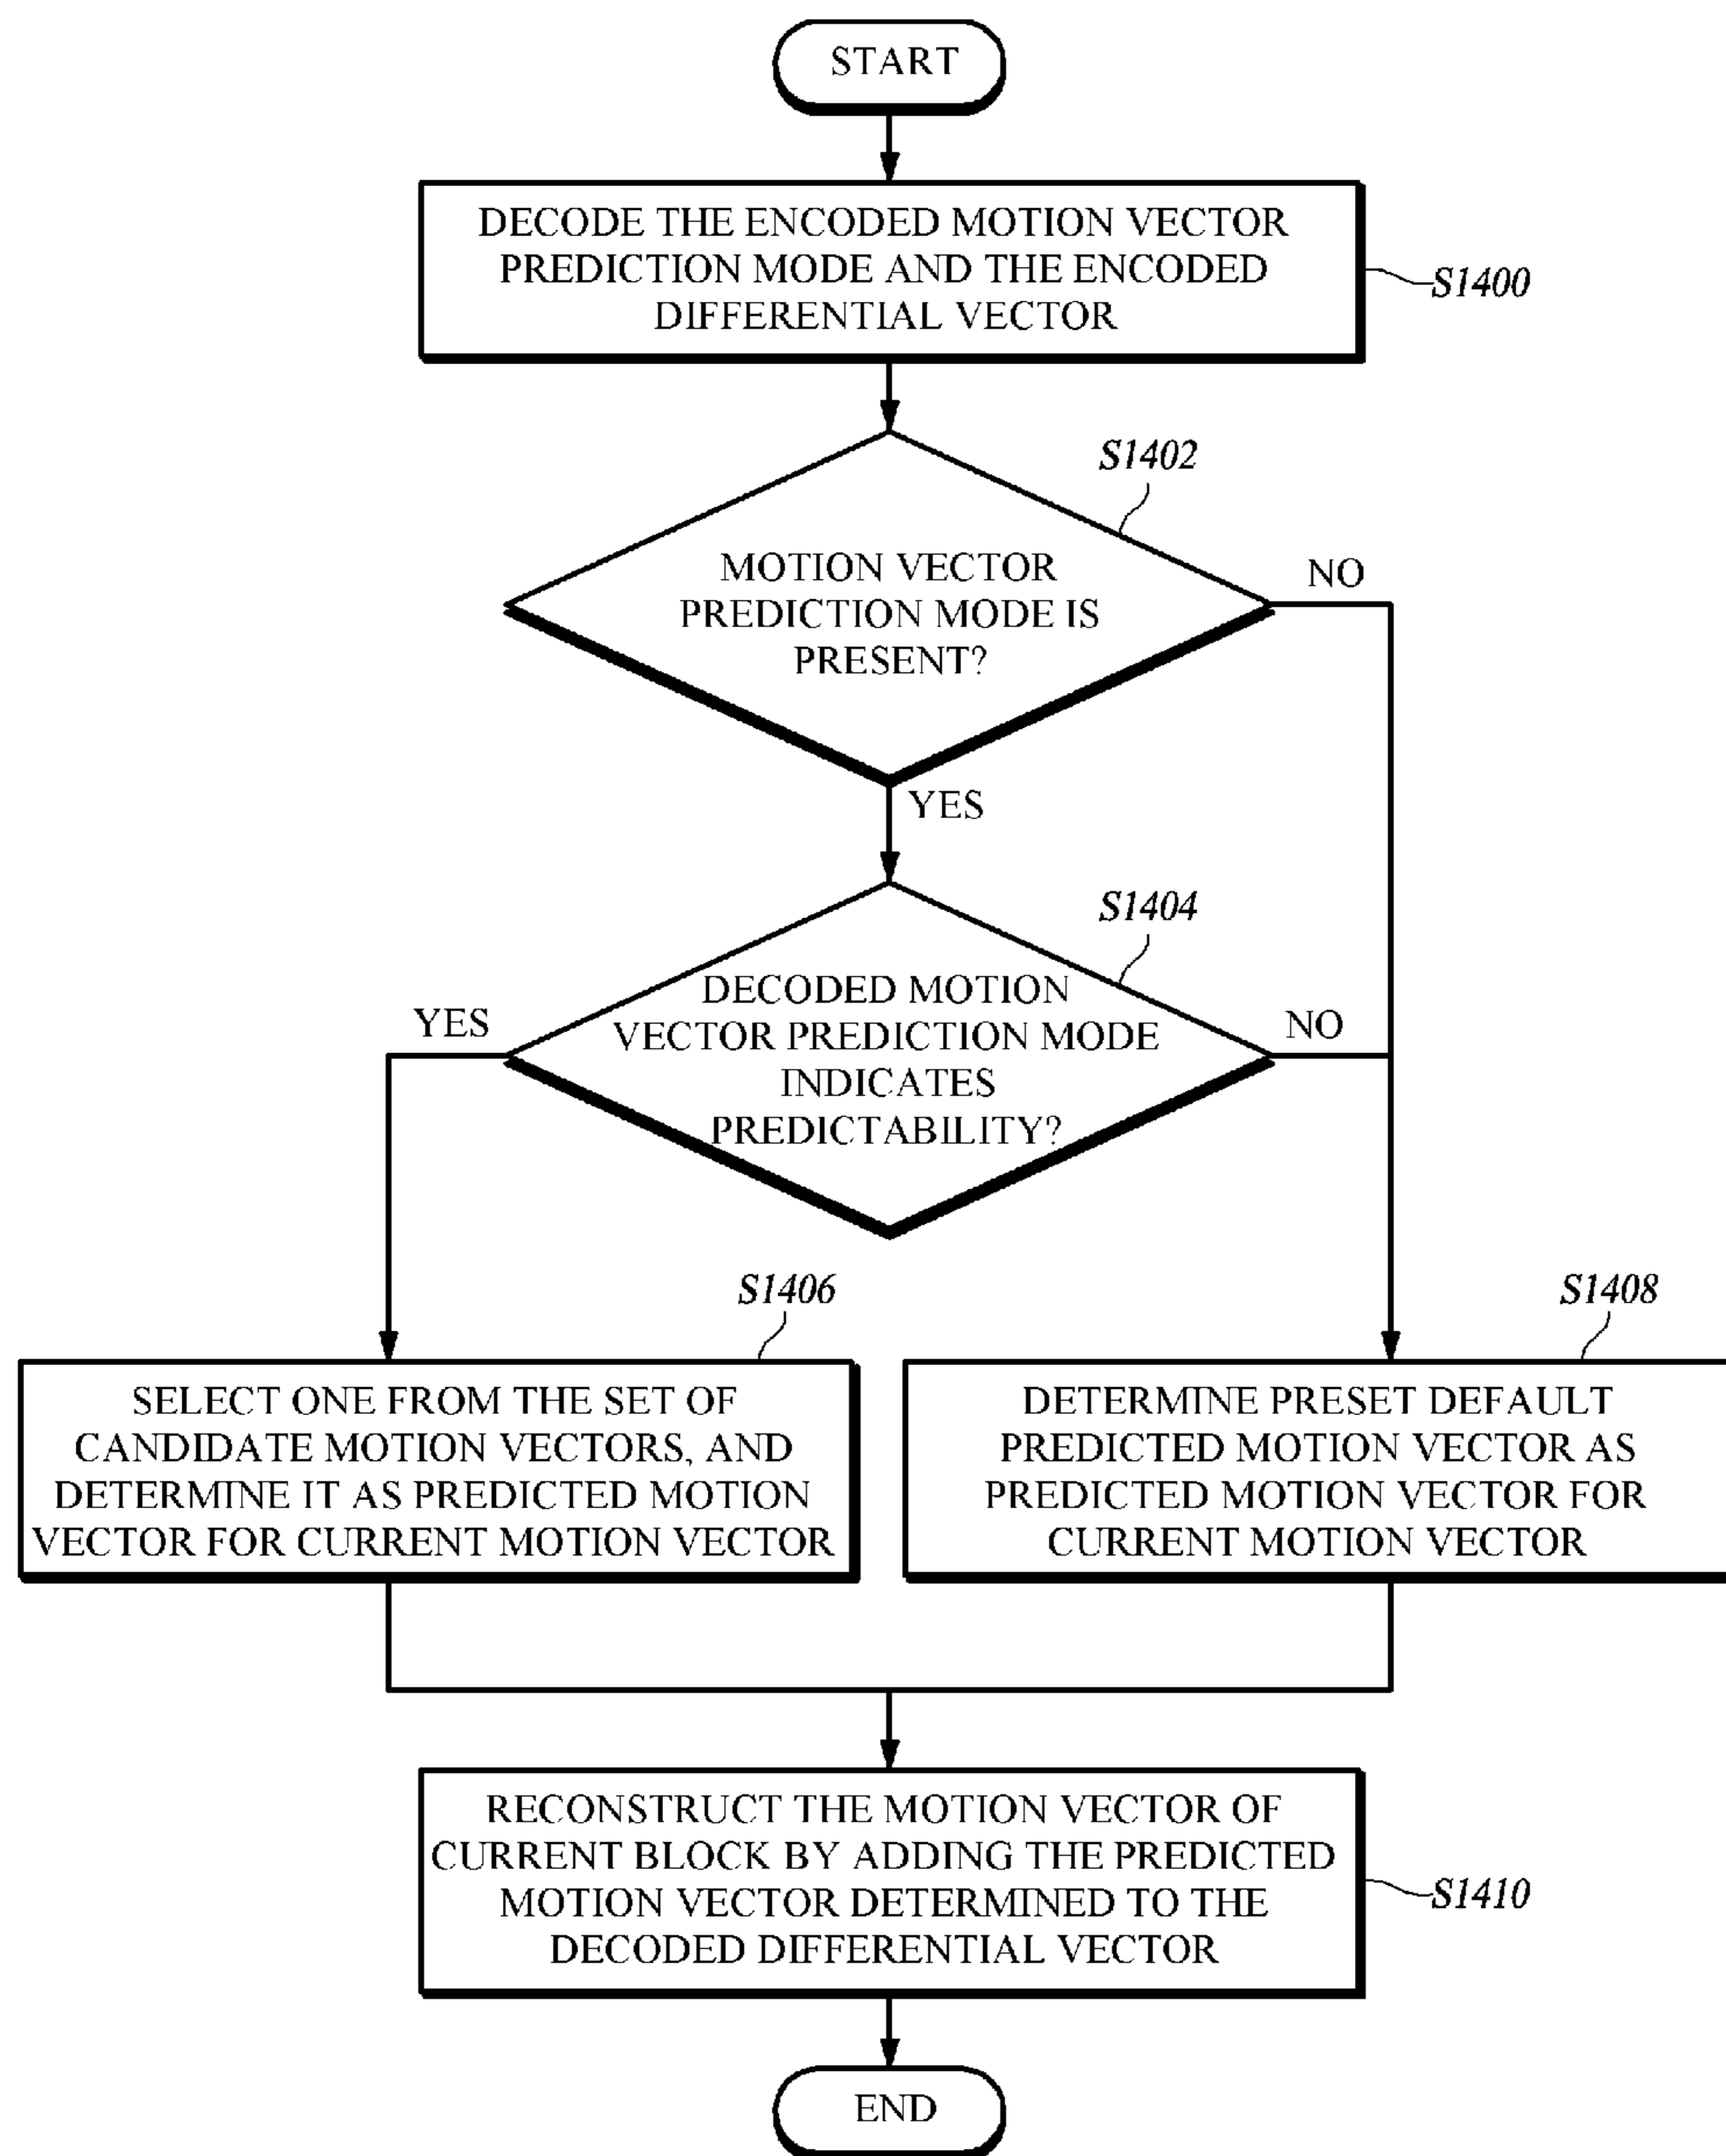 START
DECODE THE ENCODED MOTION VECTOR
PREDICTION MODE AND THE ENCODED
DIFFERENTIAL VECTOR
S1400
S1402
MOTION VECTOR
PREDICTION MODE IS
PRESENT?
NO
YES
S1404
DECODED MOTION
VECTOR PREDICTION MODE
INDICATES
PREDICTABILITY?
YES
NO
S1406
SELECT ONE FROM THE SET OF
CANDIDATE MOTION VECTORS, AND
DETERMINE IT AS PREDICTED MOTION
VECTOR FOR CURRENT MOTION VECTOR
S1408
DETERMINE PRESET DEFAULT
PREDICTED MOTION VECTOR AS
PREDICTED MOTION VECTOR FOR
CURRENT MOTION VECTOR
RECONSTRUCT THE MOTION VECTOR OF
CURRENT BLOCK BY ADDING THE PREDICTED
MOTION VECTOR DETERMINED TO THE
DECODED DIFFERENTIAL VECTOR
S1410
END